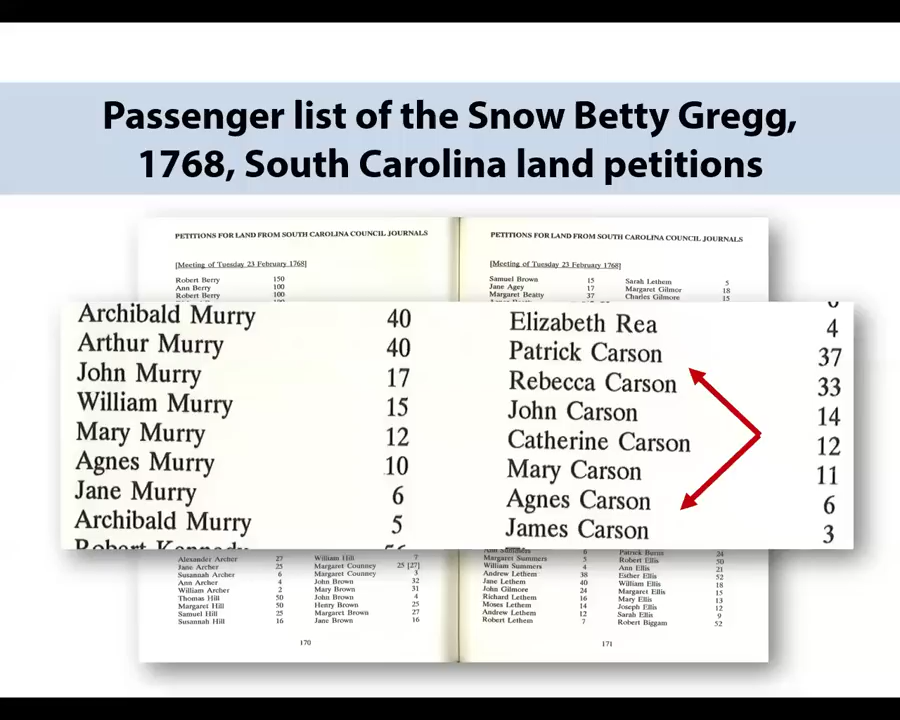 Passenger list of the Snow Betty Gregg,
1768, South Carolina land petitions
PETITIONS FOR LAND FROM SOUTH CAROLINA COUNCIL JOURNALS
[Meeting of Tuesday 23 February 1768]
Robert Berry 150
Ann Berry 100
Robert Berry 100
PETITIONS FOR LAND FROM SOUTH CAROLINA COUNCIL JOURNALS
[Meeting of Tuesday 23 February 1768]
Samuel Brown 15 Sarah Lethem 5
Jane Agey 17 Margaret Gilmor 18
Margaret Beatty 37 Charles Gilmore 15
Archibald Murry 40
Arthur Murry 40
John Murry 17
William Murry 15
Mary Murry 12
Agnes Murry 10
Jane Murry 6
Archibald Murry 5
Robert Kennedy 56
Elizabeth Rea 4
Patrick Carson 37
Rebecca Carson 33
John Carson 14
Catherine Carson 12
Mary Carson 11
Agnes Carson 6
James Carson 3
Alexander Archer 27 William Hill 7
Jane Archer 25 Margaret Counney 25 [27]
Susannah Archer 6 Margaret Counney 3
Ann Archer 4 John Brown 32
William Archer 2 Mary Brown 31
Thomas Hill 50 John Brown 4
Margaret Hill 50 Henry Brown 25
Samuel Hill 25 Margaret Brown 27
Susannah Hill 16 Jane Brown 16
170
Ann Summers 6 Patrick Burns 24
Margaret Summers 3 Robert Ellis 50
William Summers 4 Ann Ellis 21
Andrew Lethem 38 Esther Ellis 52
Jane Lethem 40 William Ellis 18
John Gilmore 24 Margaret Ellis 15
Richard Lethem 16 Mary Ellis 13
Moses Lethem 14 Joseph Ellis 12
Andrew Lethem 12 Sarah Ellis 9
Robert Lethem 7 Robert Biggam 52
171